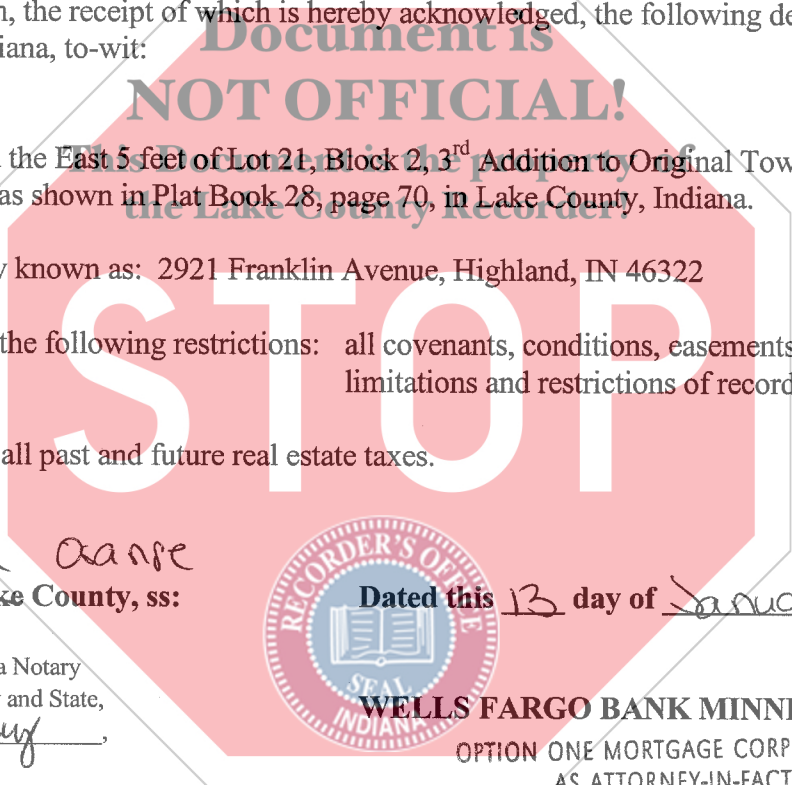 n, the receipt of which is hereby acknowledged, the following de
iana, to-wit:
Document is
NOT OFFICIAL!
This Document is the property of
the Lake County Recorder!
the East 5 feet of Lot 21, Block 2, 3rd Addition to Original Tow
as shown in Plat Book 28, page 70, in Lake County, Indiana.
y known as: 2921 Franklin Avenue, Highland, IN 46322
STOP
the following restrictions: all covenants, conditions, easements
limitations and restrictions of record
all past and future real estate taxes.
ke County, ss:
Dated this 13 day of Janua
RECORDER'S OFFICE
SEAL
INDIANA
a Notary
y and State,
WELLS FARGO BANK MINNE
OPTION ONE MORTGAGE CORP
AS ATTORNEY-IN-FACT